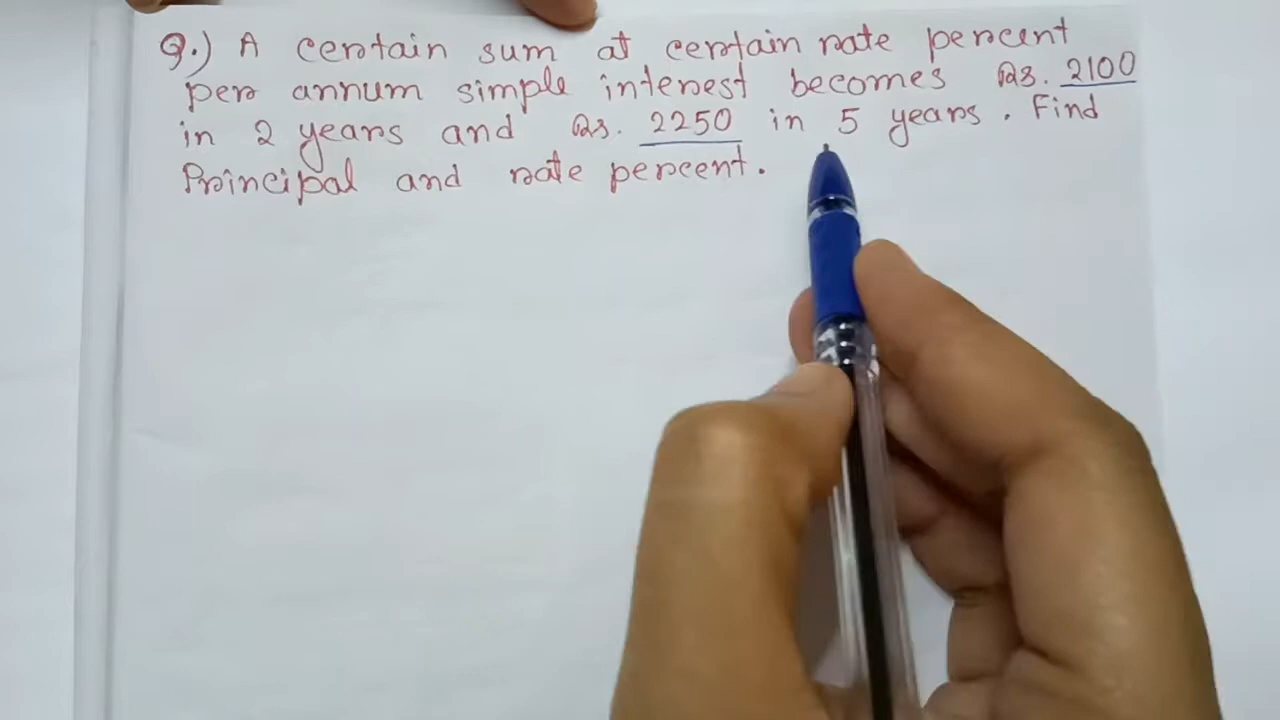 Q.) A certain sum at certain rate percent
per annum simple interest becomes Rs. 2100
in 2 years and Rs. 2250 in 5 years. Find
Principal and rate percent.